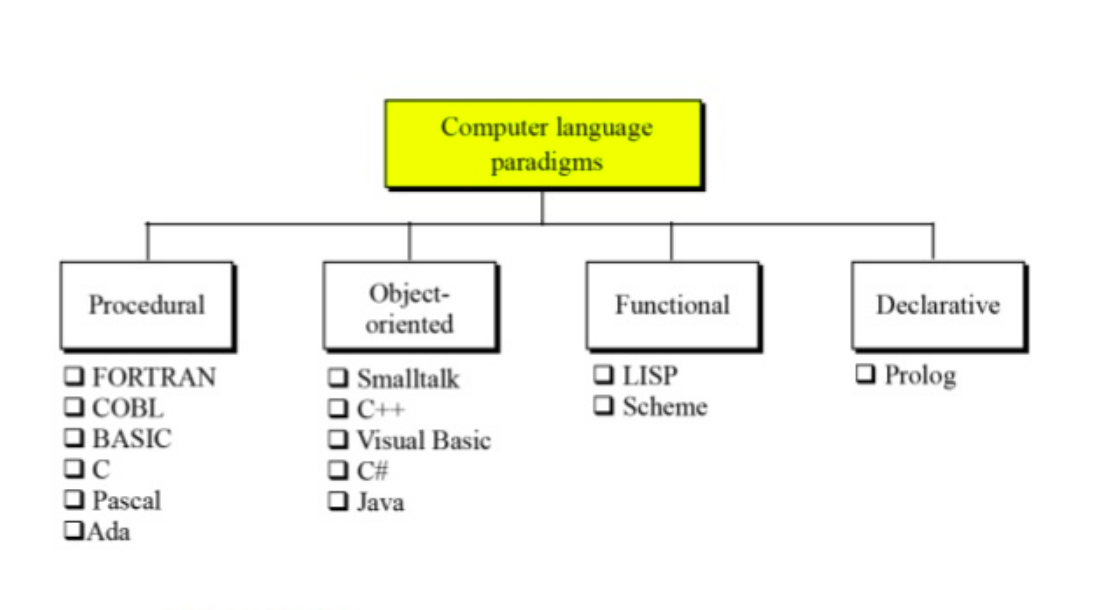 Computer language
paradigms
Procedural
Object-
oriented
Functional
Declarative
❑ FORTRAN
❑ COBL
❑ BASIC
❑ C
❑ Pascal
❑Ada
❑ Smalltalk
❑ C++
❑ Visual Basic
❑ C#
❑ Java
❑ LISP
❑ Scheme
❑ Prolog